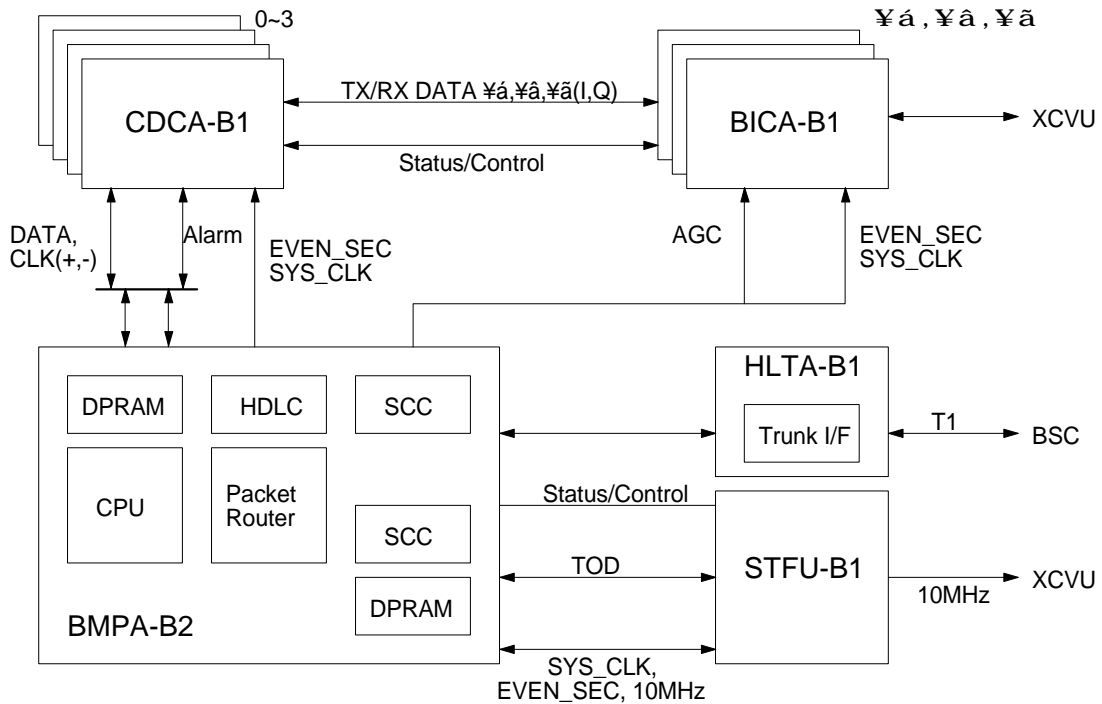 0~3
¥á,¥â,¥ã
CDCA-B1
TX/RX DATA ¥á,¥â,¥ã(I,Q)
BICA-B1
XCVU
Status/Control
DATA,
CLK(+,-)
Alarm
EVEN_SEC
SYS_CLK
AGC
EVEN_SEC
SYS_CLK
HLTA-B1
DPRAM
HDLC
SCC
Trunk I/F
T1
BSC
CPU
Packet
Router
Status/Control
SCC
TOD
STFU-B1
XCVU
10MHz
DPRAM
BMPA-B2
SYS_CLK,
EVEN_SEC, 10MHz